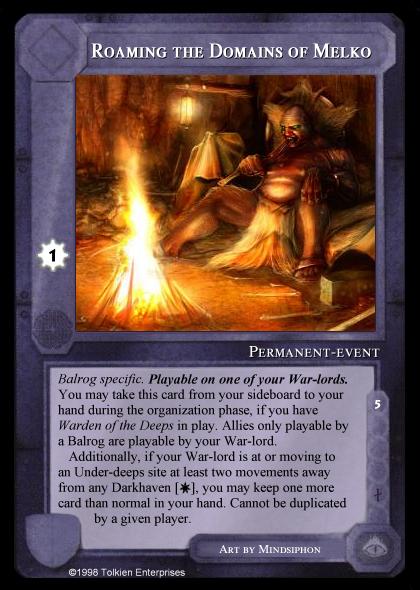 ROAMING THE DOMAINS OF MELKO
1
PERMANENT-EVENT
Balrog specific. Playable on one of your War-lords.
You may take this card from your sideboard to your
hand during the organization phase, if you have
Warden of the Deeps in play. Allies only playable by
a Balrog are playable by your War-lord.
Additionally, if your War-lord is at or moving to
an Under-deeps site at least two movements away
from any Darkhaven [✷], you may keep one more
card than normal in your hand. Cannot be duplicated
by a given player.
5
ART BY MINDSIPHON
©1998 Tolkien Enterprises